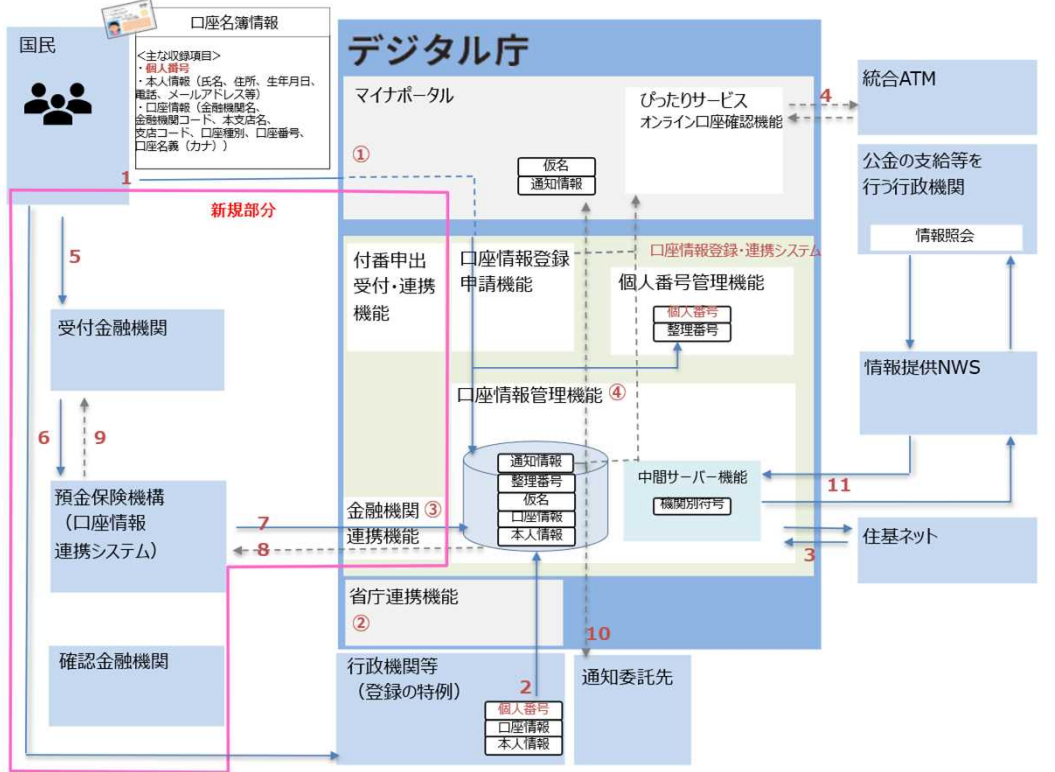 国民
口座名簿情報
<主な収録項目>
・個人番号
・本人情報（氏名、住所、生年月日、
電話、メールアドレス等）
・口座情報（金融機関名、
金融機関コード、本支店名、
支店コード、口座種別、口座番号、
口座名義（カナ））
デジタル庁
マイナポータル
①
仮名
通知情報
ぴったりサービス
オンライン口座確認機能
4
統合ATM
公金の支給等を
行う行政機関
情報照会
1
新規部分
5
付番申出
受付・連携
機能
口座情報登録
申請機能
口座情報登録・連携システム
個人番号管理機能
個人番号
整理番号
受付金融機関
情報提供NWS
6
9
口座情報管理機能 ④
通知情報
整理番号
仮名
口座情報
本人情報
中間サーバー機能
機関別符号
11
預金保険機構
（口座情報
連携システム）
7
8
金融機関 ③
連携機能
3
住基ネット
省庁連携機能
②
10
確認金融機関
行政機関等
（登録の特例）
2
個人番号
口座情報
本人情報
通知委託先